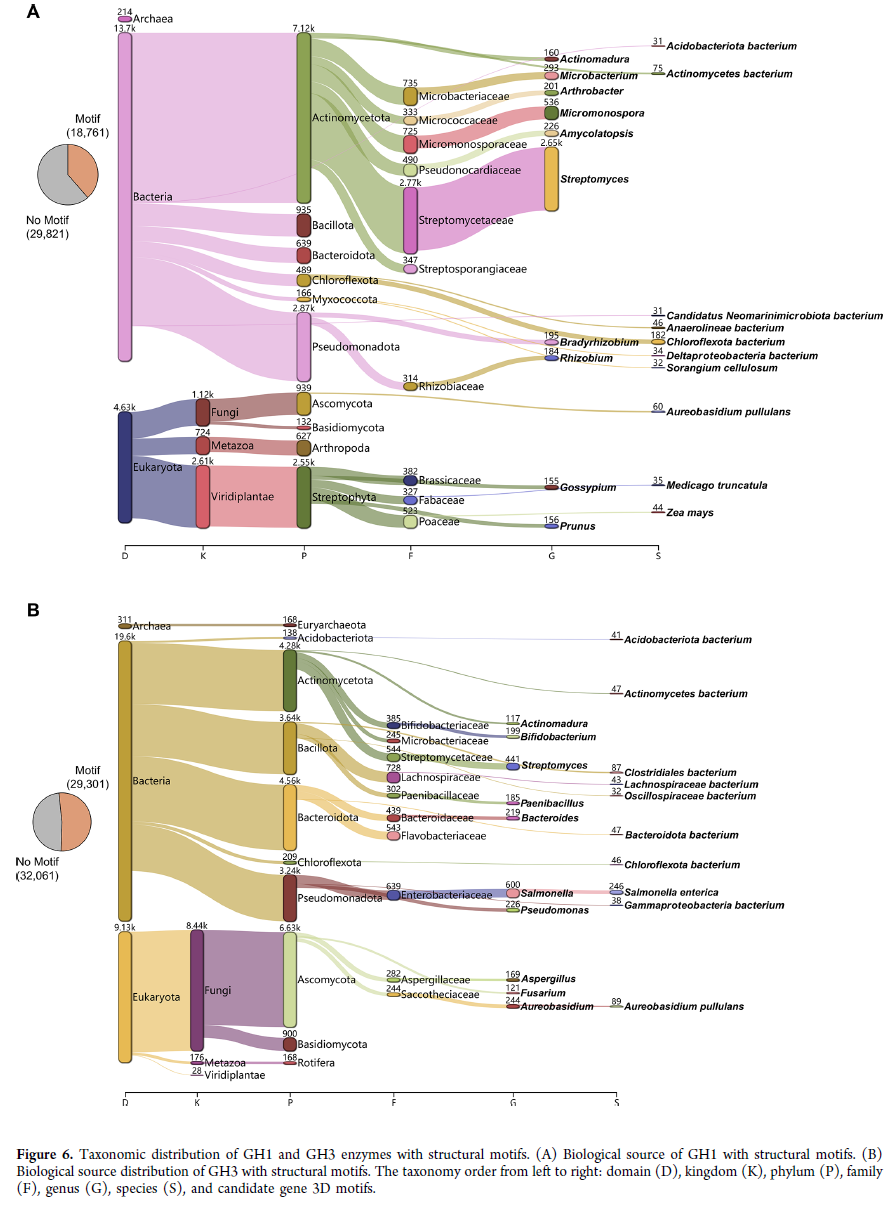 A
214
Archaea
13.7k
Motif
(18,761)
No Motif
(29,821)
Bacteria
7.12k
Actinomycetota
935
Bacillota
639
Bacteroidota
489
Chloroflexota
166
Myxococcota
2.87k
Pseudomonadota
735
Microbacteriaceae
333
Micrococcaceae
725
Micromonosporaceae
490
Pseudonocardiaceae
2.77k
Streptomycetaceae
347
Streptosporangiaceae
314
Rhizobiaceae
160
Actinomadura
293
Microbacterium
201
Arthrobacter
536
Micromonospora
226
Amycolatopsis
2.65k
Streptomyces
195
Bradyrhizobium
184
Rhizobium
31
Acidobacteriota bacterium
75
Actinomycetes bacterium
31
Candidatus Neomarinimicrobiota bacterium
46
Anaerolineae bacterium
182
Chloroflexota bacterium
34
Deltaproteobacteria bacterium
32
Sorangium cellulosum
4.63k
Eukaryota
1.12k
Fungi
724
Metazoa
2.61k
Viridiplantae
939
Ascomycota
132
Basidiomycota
627
Arthropoda
2.55k
Streptophyta
382
Brassicaceae
327
Fabaceae
523
Poaceae
155
Gossypium
156
Prunus
60
Aureobasidium pullulans
35
Medicago truncatula
44
Zea mays
D K P F G S
B
311
Archaea
19.6k
Motif
(29,301)
No Motif
(32,061)
Bacteria
168
Euryarchaeota
138
Acidobacteriota
4.28k
Actinomycetota
3.64k
Bacillota
4.56k
Bacteroidota
209
Chloroflexota
3.24k
Pseudomonadota
385
Bifidobacteriaceae
245
Microbacteriaceae
544
Streptomycetaceae
728
Lachnospiraceae
302
Paenibacillaceae
439
Bacteroidaceae
543
Flavobacteriaceae
639
Enterobacteriaceae
117
Actinomadura
199
Bifidobacterium
441
Streptomyces
185
Paenibacillus
219
Bacteroides
600
Salmonella
226
Pseudomonas
41
Acidobacteriota bacterium
47
Actinomycetes bacterium
87
Clostridiales bacterium
43
Lachnospiraceae bacterium
32
Oscillospiraceae bacterium
47
Bacteroidota bacterium
46
Chloroflexota bacterium
246
Salmonella enterica
38
Gammaproteobacteria bacterium
9.13k
Eukaryota
8.44k
Fungi
176
Metazoa
28
Viridiplantae
6.63k
Ascomycota
900
Basidiomycota
168
Rotifera
282
Aspergillaceae
244
Saccotheciaceae
169
Aspergillus
121
Fusarium
244
Aureobasidium
89
Aureobasidium pullulans
D K P F G S
Figure 6. Taxonomic distribution of GH1 and GH3 enzymes with structural motifs. (A) Biological source of GH1 with structural motifs. (B)
Biological source distribution of GH3 with structural motifs. The taxonomy order from left to right: domain (D), kingdom (K), phylum (P), family
(F), genus (G), species (S), and candidate gene 3D motifs.